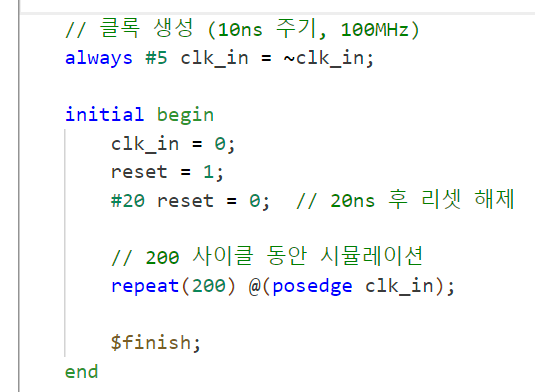 // 클록 생성 (10ns 주기, 100MHz)
always #5 clk_in = ~clk_in;
initial begin
clk_in = 0;
reset = 1;
#20 reset = 0;  // 20ns 후 리셋 해제
// 200 사이클 동안 시뮬레이션
repeat(200) @(posedge clk_in);
$finish;
end